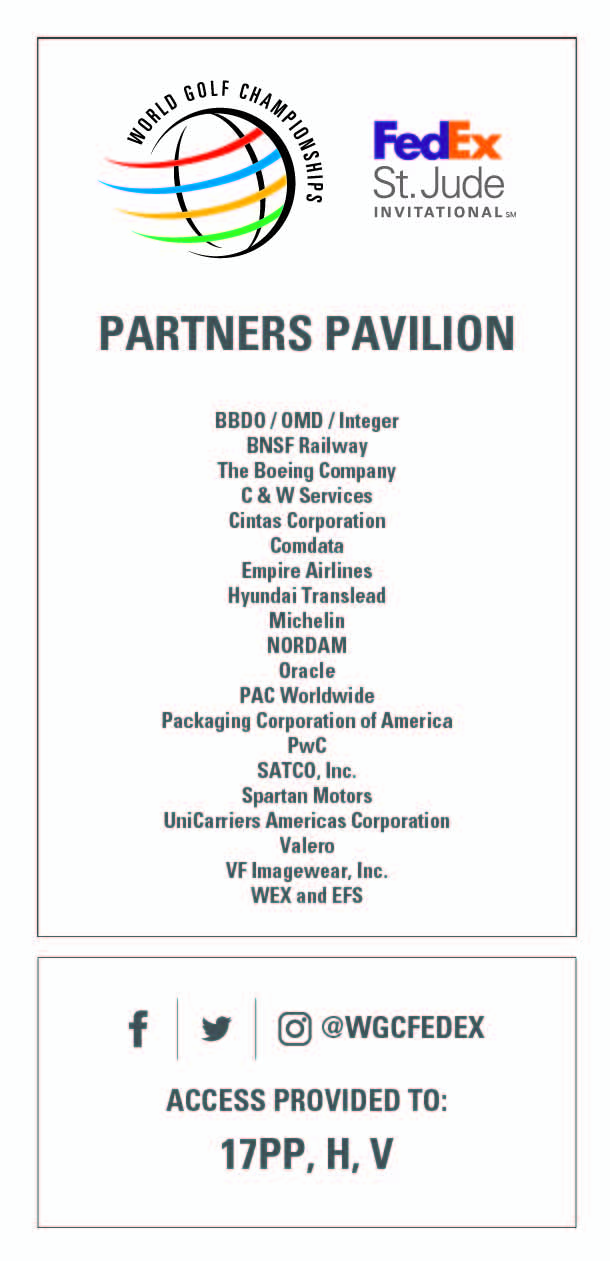 WORLD GOLF CHAMPIONSHIPS
FedEx
St. Jude
INVITATIONAL SM
PARTNERS PAVILION
BBDO / OMD / Integer
BNSF Railway
The Boeing Company
C & W Services
Cintas Corporation
Comdata
Empire Airlines
Hyundai Translead
Michelin
NORDAM
Oracle
PAC Worldwide
Packaging Corporation of America
PwC
SATCO, Inc.
Spartan Motors
UniCarriers Americas Corporation
Valero
VF Imagewear, Inc.
WEX and EFS
@WGCFEDEX
ACCESS PROVIDED TO:
17PP, H, V